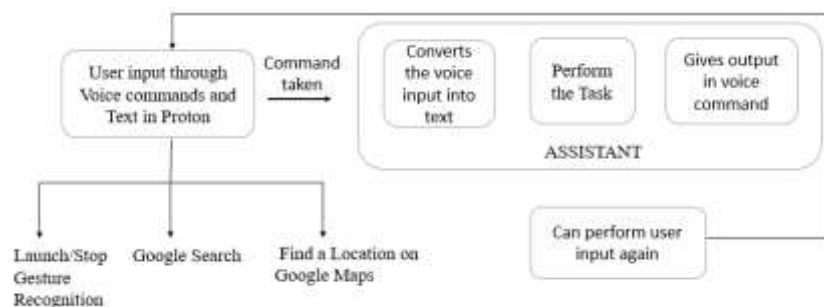 User input through
Voice commands and
Text in Proton
Command
taken
Converts
the voice
input into
text
Perform
the Task
Gives output
in voice
command
ASSISTANT
Launch/Stop
Gesture
Recognition
Google Search
Find a Location on
Google Maps
Can perform user
input again